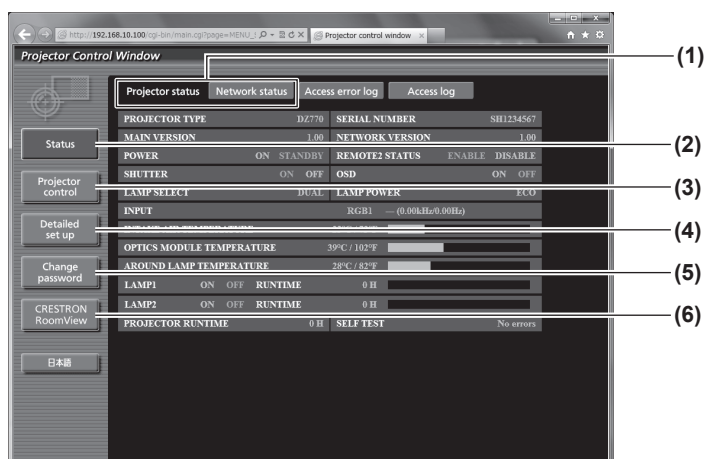 http://192.168.10.100/cgi-bin/main.cgi?page=MENU_I
Projector control window
Projector Control Window
(1)
Projector status Network status Access error log Access log
PROJECTOR TYPE DZ770 SERIAL NUMBER SH1234567
MAIN VERSION 1.00 NETWORK VERSION 1.00
Status
(2)
POWER ON STANDBY REMOTE2 STATUS ENABLE DISABLE
SHUTTER ON OFF OSD ON OFF
Projector
control
(3)
LAMP SELECT DUAL LAMP POWER ECO
INPUT RGB1 — (0.00kHz/0.00Hz)
Detailed
set up
(4)
INTAKE AIR TEMPERATURE
OPTICS MODULE TEMPERATURE 39°C / 102°F
Change
password
(5)
AROUND LAMP TEMPERATURE 28°C / 82°F
LAMP1 ON OFF RUNTIME 0 H
CRESTRON
RoomView
(6)
LAMP2 ON OFF RUNTIME 0 H
PROJECTOR RUNTIME 0 H SELF TEST No errors
日本語